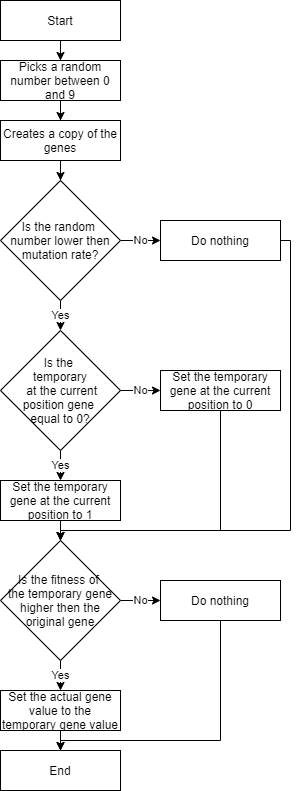 Start
Picks a random
number between 0
and 9
Creates a copy of the
genes
Is the random
number lower then
mutation rate?
No
Do nothing
Yes
Is the
temporary
at the current
position gene
equal to 0?
No
Set the temporary
gene at the current
position to 0
Yes
Set the temporary
gene at the current
position to 1
Is the fitness of
the temporary gene
higher then the
original gene
No
Do nothing
Yes
Set the actual gene
value to the
temporary gene value
End